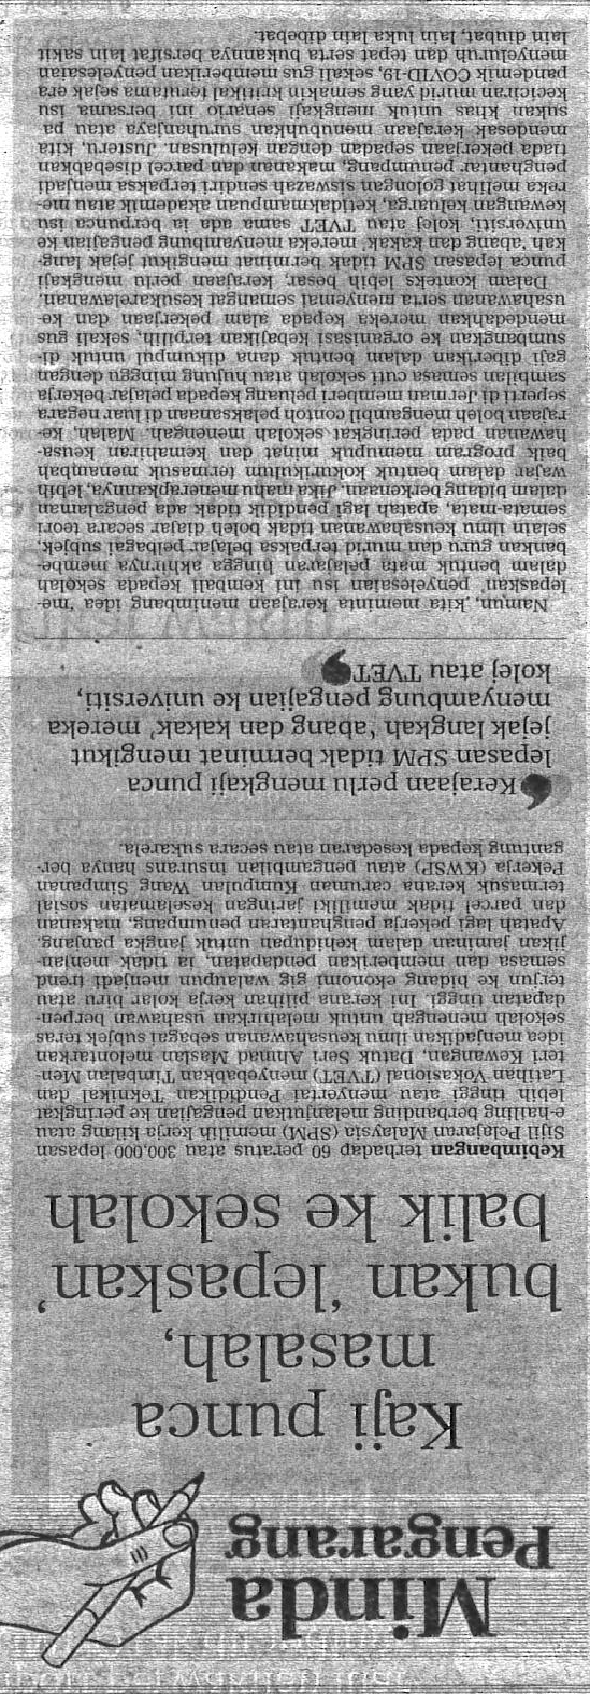 Minda
Pengarang
Kaji punca
masalah,
bukan 'lepaskan'
balik ke sekolah
Kebimbangan terhadap 60 peratus atau 300,000 lepasan
Sijil Pelajaran Malaysia (SPM) memilih kerja kilang atau
e-hailing berbanding melanjutkan pengajian ke peringkat
lebih tinggi atau menyertai Pendidikan Teknikal dan
Latihan Vokasional (TVET) menyebabkan Timbalan Men-
teri Kewangan, Datuk Seri Ahmad Maslan melontarkan
idea menjadikan ilmu keusahawanan sebagai subjek teras
sekolah menengah untuk melahirkan usahawan berpen-
dapatan tinggi. Ini kerana pilihan kerja kolar biru atau
terjun ke bidang ekonomi gig walaupun menjadi trend
semasa dan memberikan pendapatan, ia tidak menjan-
jikan jaminan dalam kehidupan untuk jangka panjang.
Apatah lagi pekerja penghantaran penumpang, makanan
dan parcel tidak memiliki jaringan keselamatan sosial
termasuk kerana caruman Kumpulan Wang Simpanan
Pekerja (KWSP) atau pengambilan insurans hanya ber-
gantung kepada kesedaran atau secara sukarela.
Kerajaan perlu mengkaji punca
lepasan SPM tidak berminat mengikut
jejak langkah 'abang dan kakak' mereka
menyambung pengajian ke universiti,
kolej atau TVET
Namun, kita meminta kerajaan menimbang idea 'me-
lepaskan' penyelesaian isu ini kembali kepada sekolah
dalam bentuk mata pelajaran hingga akhirnya membe-
bankan guru dan murid terpaksa belajar pelbagai subjek,
selain ilmu keusahawanan tidak boleh diajar secara teori
semata-mata, apatah lagi pendidik tidak ada pengalaman
dalam bidang berkenaan. Jika mahu menerapkannya, lebih
wajar dalam bentuk kokurikulum termasuk menambah
baik program memupuk minat dan kemahiran keusa-
hawanan pada peringkat sekolah menengah. Malah, ke-
rajaan boleh mengambil contoh pelaksanaan di luar negara
seperti di Jerman memberi peluang kepada pelajar bekerja
sambilan semasa cuti sekolah atau hujung minggu dengan
gaji diberikan dalam bentuk dana dikumpul untuk di-
sumbangkan ke organisasi kebajikan terpilih, sekali gus
mendedahkan mereka kepada alam pekerjaan dan ke-
usahawanan serta menyemai semangat kesukarelawanan.
Dalam konteks lebih besar, kerajaan perlu mengkaji
punca lepasan SPM tidak berminat mengikut jejak lang-
kah 'abang dan kakak' mereka menyambung pengajian ke
universiti, kolej atau TVET sama ada ia berpunca isu
kewangan keluarga, ketidakmampuan akademik atau me-
reka melihat golongan siswazah sendiri terpaksa menjadi
penghantar penumpang, makanan dan parcel disebabkan
tiada pekerjaan sepadan dengan kelulusan. Justeru, kita
mendesak kerajaan menubuhkan suruhanjaya atau pa-
sukan khas untuk mengkaji senario ini bersama isu
keciciran murid yang semakin kritikal terutama sejak era
pandemik COVID-19, sekali gus memberikan penyelesaian
menyeluruh dan tepat serta bukannya bersifat lain sakit
lain diubat, lain luka lain dibebat.